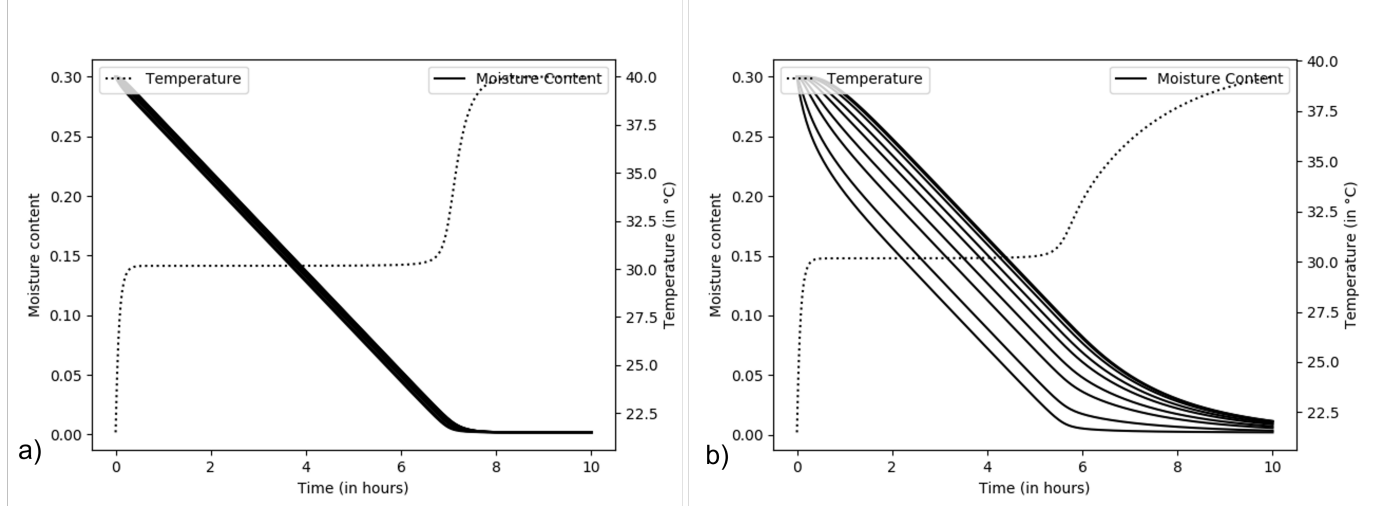 Temperature
Moisture Content
0.30
0.25
0.20
0.15
0.10
0.05
0.00
Moisture content
40.0
37.5
35.0
32.5
30.0
27.5
25.0
22.5
Temperature (in °C)
0 2 4 6 8 10
Time (in hours)
a)
Temperature
Moisture Content
0.30
0.25
0.20
0.15
0.10
0.05
0.00
Moisture content
40.0
37.5
35.0
32.5
30.0
27.5
25.0
22.5
Temperature (in °C)
0 2 4 6 8 10
Time (in hours)
b)